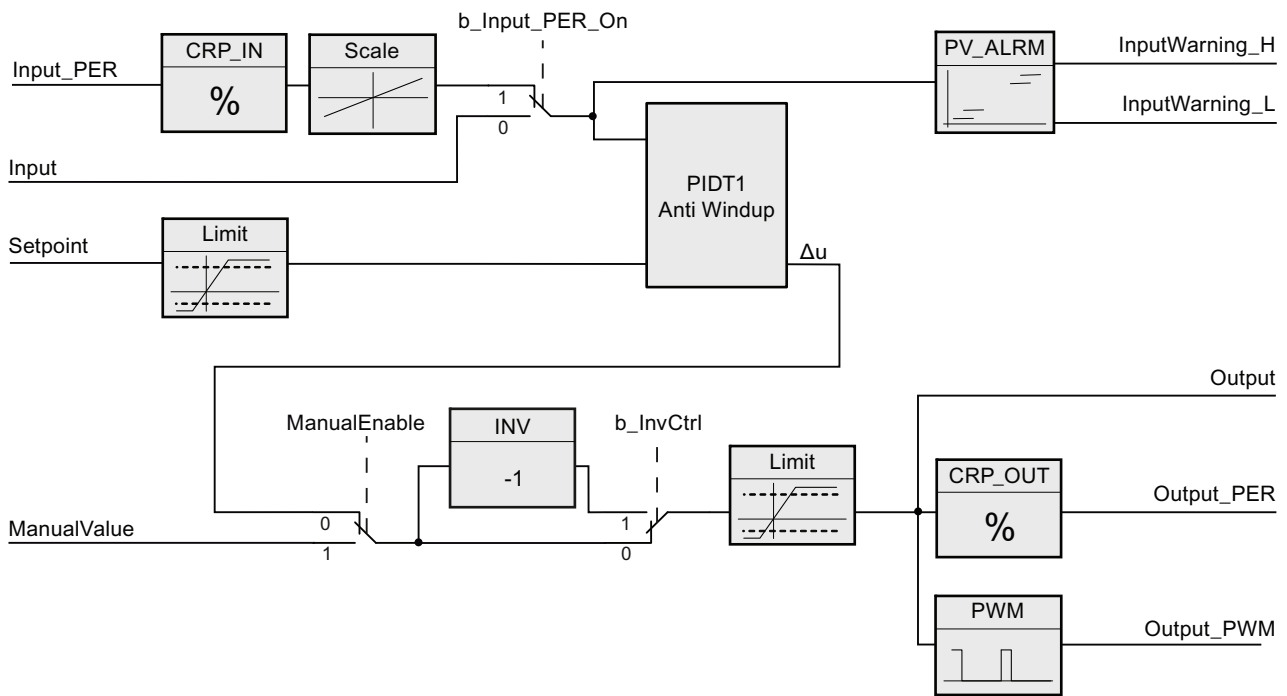 b_Input_PER_On
CRP_IN
Scale
PV_ALRM
InputWarning_H
Input_PER
%
1
0
InputWarning_L
Input
PIDT1
Anti Windup
Setpoint
Limit
Δu
Output
ManualEnable
INV
b_InvCtrl
-1
Limit
CRP_OUT
Output_PER
%
ManualValue
0
1
1
0
PWM
Output_PWM